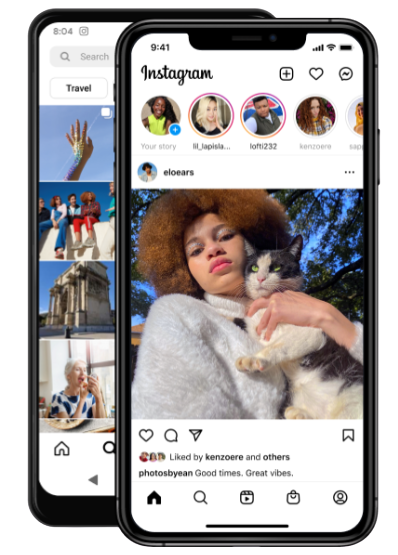 8:04
Search
Travel
9:41
Instagram
Your story
lil_lapisla...
lofti232
kenzoere
sapp
eloears
Liked by kenzoere and others
photosbyean Good times. Great vibes.